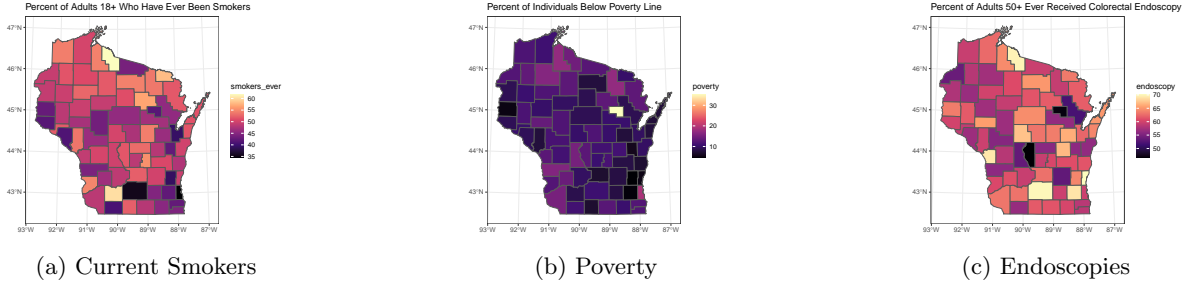 Percent of Adults 18+ Who Have Ever Been Smokers
47°N
46°N
45°N
44°N
43°N
93°W 92°W 91°W 90°W 89°W 88°W 87°W
smokers_ever
60
55
50
45
40
35
(a) Current Smokers
Percent of Individuals Below Poverty Line
47°N
46°N
45°N
44°N
43°N
93°W 92°W 91°W 90°W 89°W 88°W 87°W
poverty
30
20
10
(b) Poverty
Percent of Adults 50+ Ever Received Colorectal Endoscopy
47°N
46°N
45°N
44°N
43°N
93°W 92°W 91°W 90°W 89°W 88°W 87°W
endoscopy
70
65
60
55
50
(c) Endoscopies